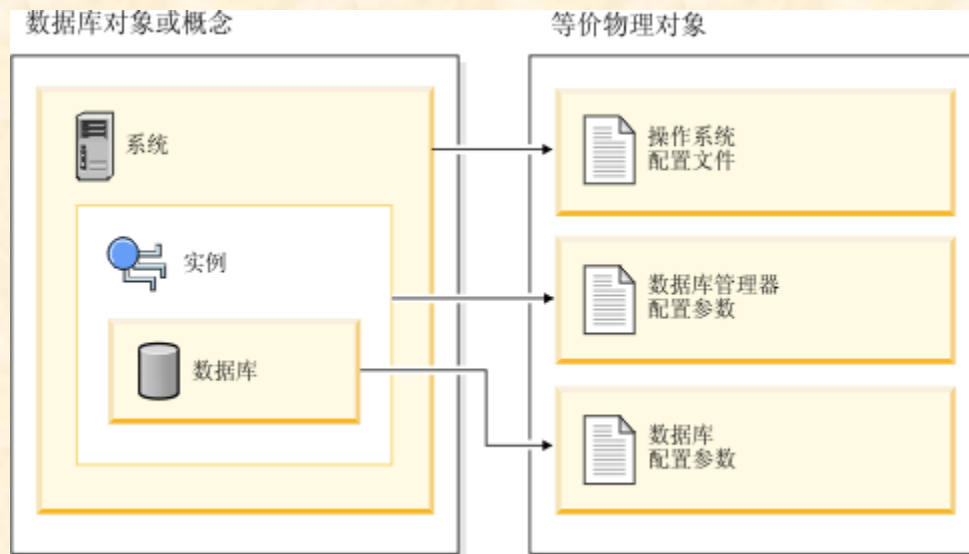 数据库对象或概念
等价物理对象
系统
实例
数据库
操作系统
配置文件
数据库管理器
配置参数
数据库
配置参数